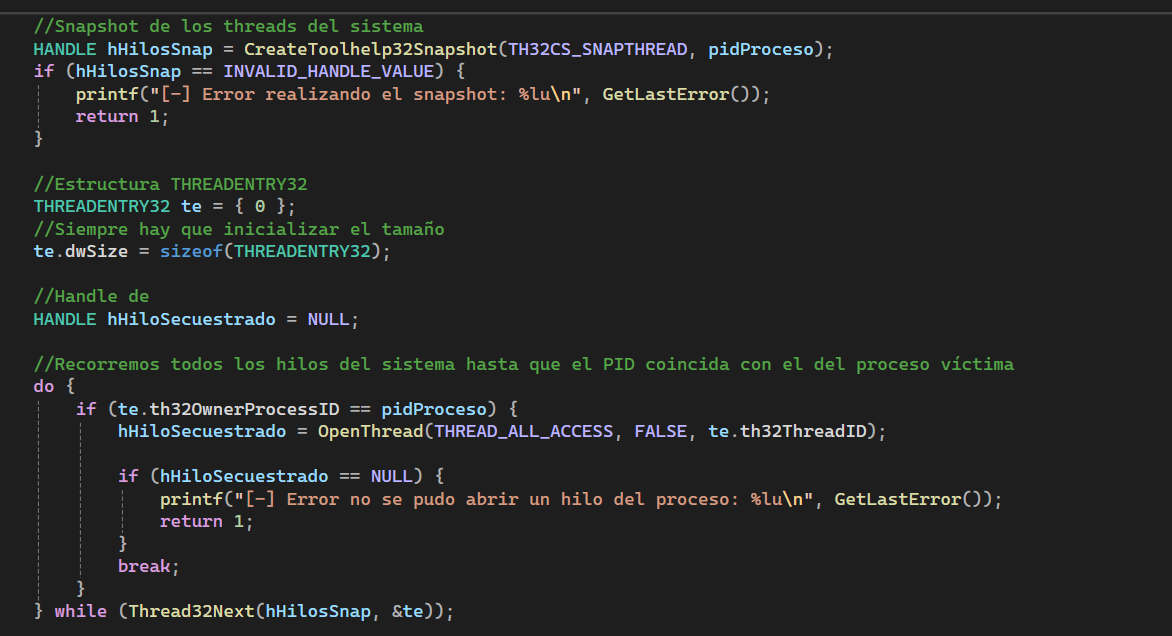 //Snapshot de los threads del sistema
HANDLE hHilosSnap = CreateToolhelp32Snapshot(TH32CS_SNAPTHREAD, pidProceso);
if (hHilosSnap == INVALID_HANDLE_VALUE) {
printf("[-] Error realizando el snapshot: %lu\n", GetLastError());
return 1;
}
//Estructura THREADENTRY32
THREADENTRY32 te = { 0 };
//Siempre hay que inicializar el tamaño
te.dwSize = sizeof(THREADENTRY32);
//Handle de
HANDLE hHiloSecuestrado = NULL;
//Recorremos todos los hilos del sistema hasta que el PID coincida con el del proceso víctima
do {
if (te.th32OwnerProcessID == pidProceso) {
hHiloSecuestrado = OpenThread(THREAD_ALL_ACCESS, FALSE, te.th32ThreadID);
if (hHiloSecuestrado == NULL) {
printf("[-] Error no se pudo abrir un hilo del proceso: %lu\n", GetLastError());
return 1;
}
break;
}
} while (Thread32Next(hHilosSnap, &te));